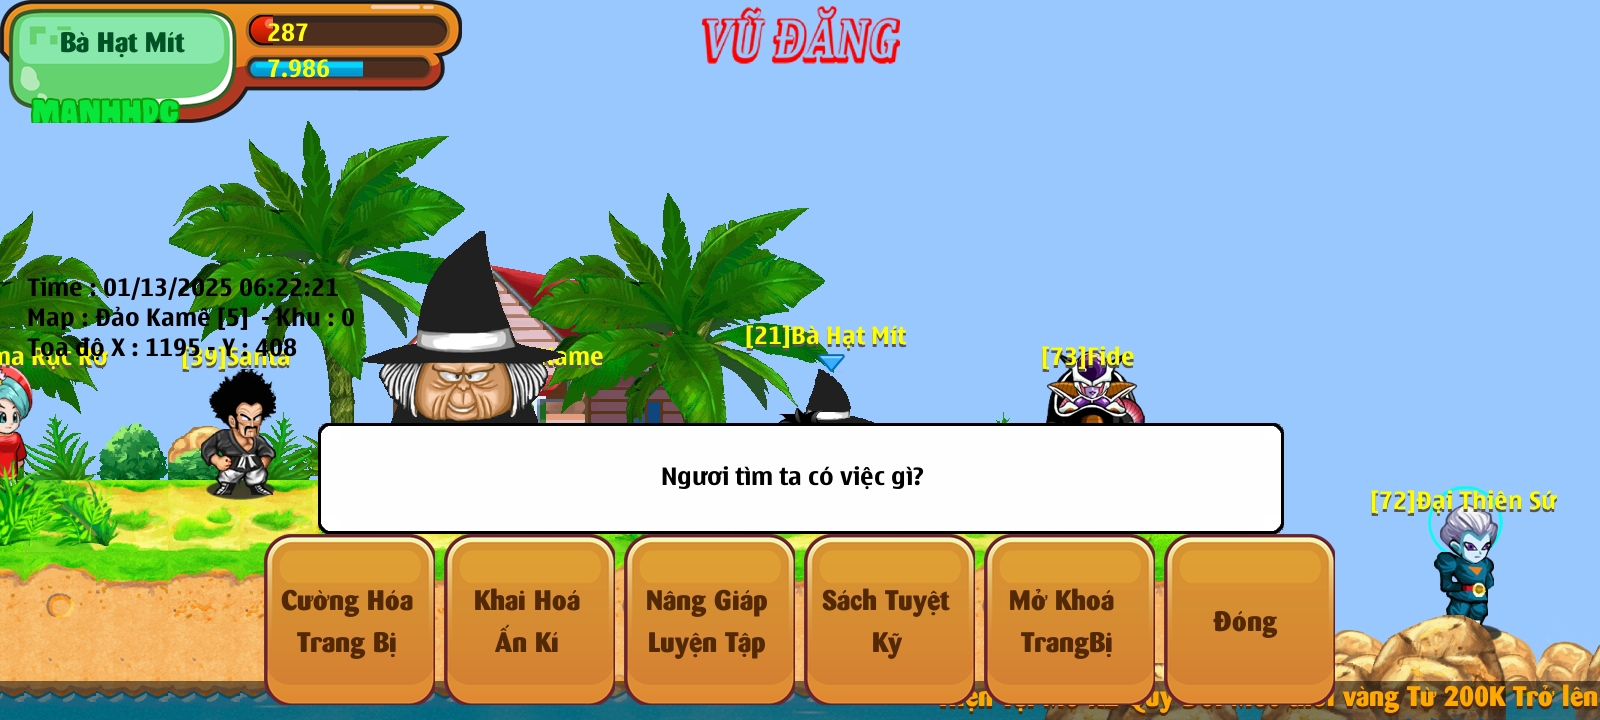 Bà Hạt Mít
287
7.986
MANHHDG
VŨ ĐĂNG
Time : 01/13/2025 06:22:21
Map : Đảo Kamê [5] - Khu : 0
Tọa độ X : 1195 - Y : 408
[39]Santa
[21]Bà Hạt Mít
[73]Fide
[72]Đại Thiên Sứ
Ngươi tìm ta có việc gì?
Cường Hóa
Trang Bị
Khai Hoá
Ấn Kí
Nâng Giáp
Luyện Tập
Sách Tuyệt
Kỹ
Mở Khoá
TrangBị
Đóng
vàng Từ 200K Trở lên